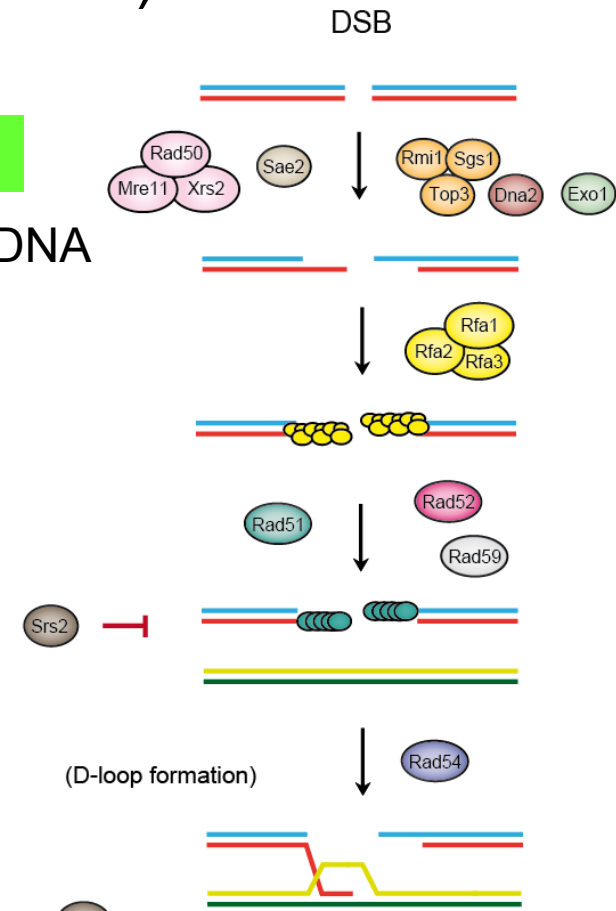 DSB
Rad50
Mre11 Xrs2
Sae2
Rmi1 Sgs1
Top3
Dna2
Exo1
DNA
Rfa1
Rfa2
Rfa3
Rad51
Rad52
Rad59
Srs2
Rad54
(D-loop formation)